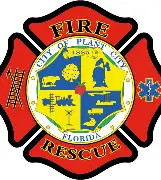 FIRE
CITY OF PLANT CITY
1885
FLORIDA
RESCUE